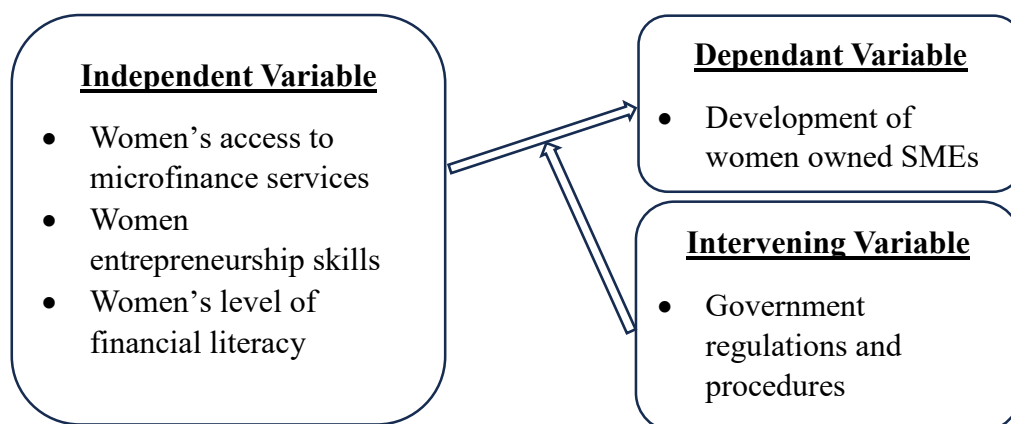 Independent Variable
• Women’s access to
microfinance services
• Women
entrepreneurship skills
• Women’s level of
financial literacy
Dependant Variable
• Development of
women owned SMEs
Intervening Variable
• Government
regulations and
procedures